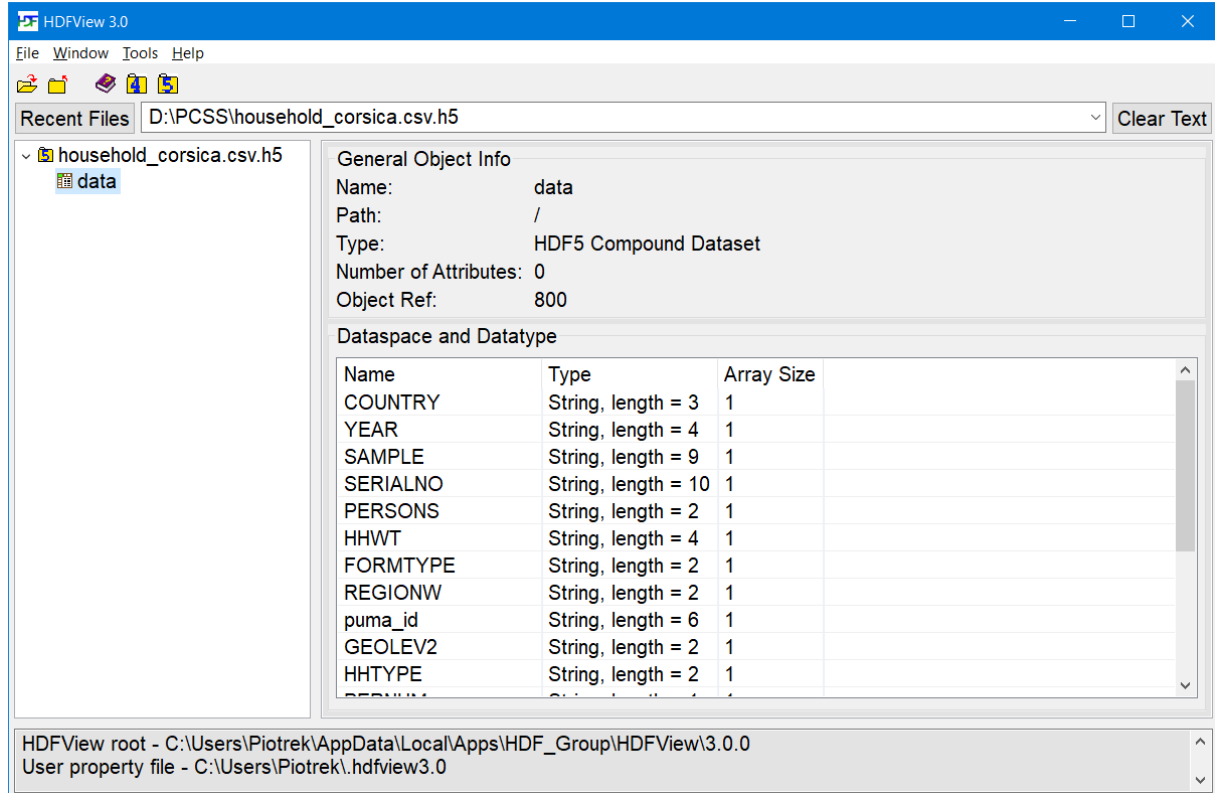 HDFView 3.0
File Window Tools Help
Recent Files D:\PCSS\household_corsica.csv.h5 Clear Text
household_corsica.csv.h5
data
General Object Info
Name: data
Path: /
Type: HDF5 Compound Dataset
Number of Attributes: 0
Object Ref: 800
Dataspace and Datatype
Name Type Array Size
COUNTRY String, length = 3 1
YEAR String, length = 4 1
SAMPLE String, length = 9 1
SERIALNO String, length = 10 1
PERSONS String, length = 2 1
HHWT String, length = 4 1
FORMTYPE String, length = 2 1
REGIONW String, length = 2 1
puma_id String, length = 6 1
GEOLEV2 String, length = 2 1
HHTYPE String, length = 2 1
HDFView root - C:\Users\Piotrek\AppData\Local\Apps\HDF_Group\HDFView\3.0.0
User property file - C:\Users\Piotrek\.hdfview3.0